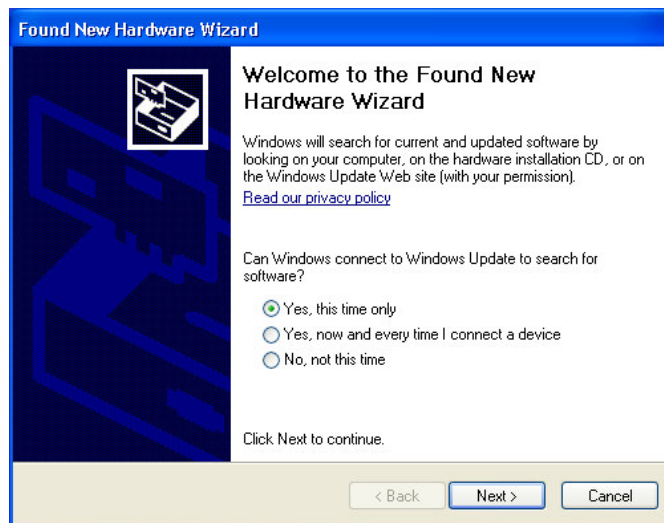 Found New Hardware Wizard
Welcome to the Found New
Hardware Wizard
Windows will search for current and updated software by
looking on your computer, on the hardware installation CD, or on
the Windows Update Web site (with your permission).
Read our privacy policy
Can Windows connect to Windows Update to search for
software?
Yes, this time only
Yes, now and every time I connect a device
No, not this time
Click Next to continue.
< Back Next > Cancel